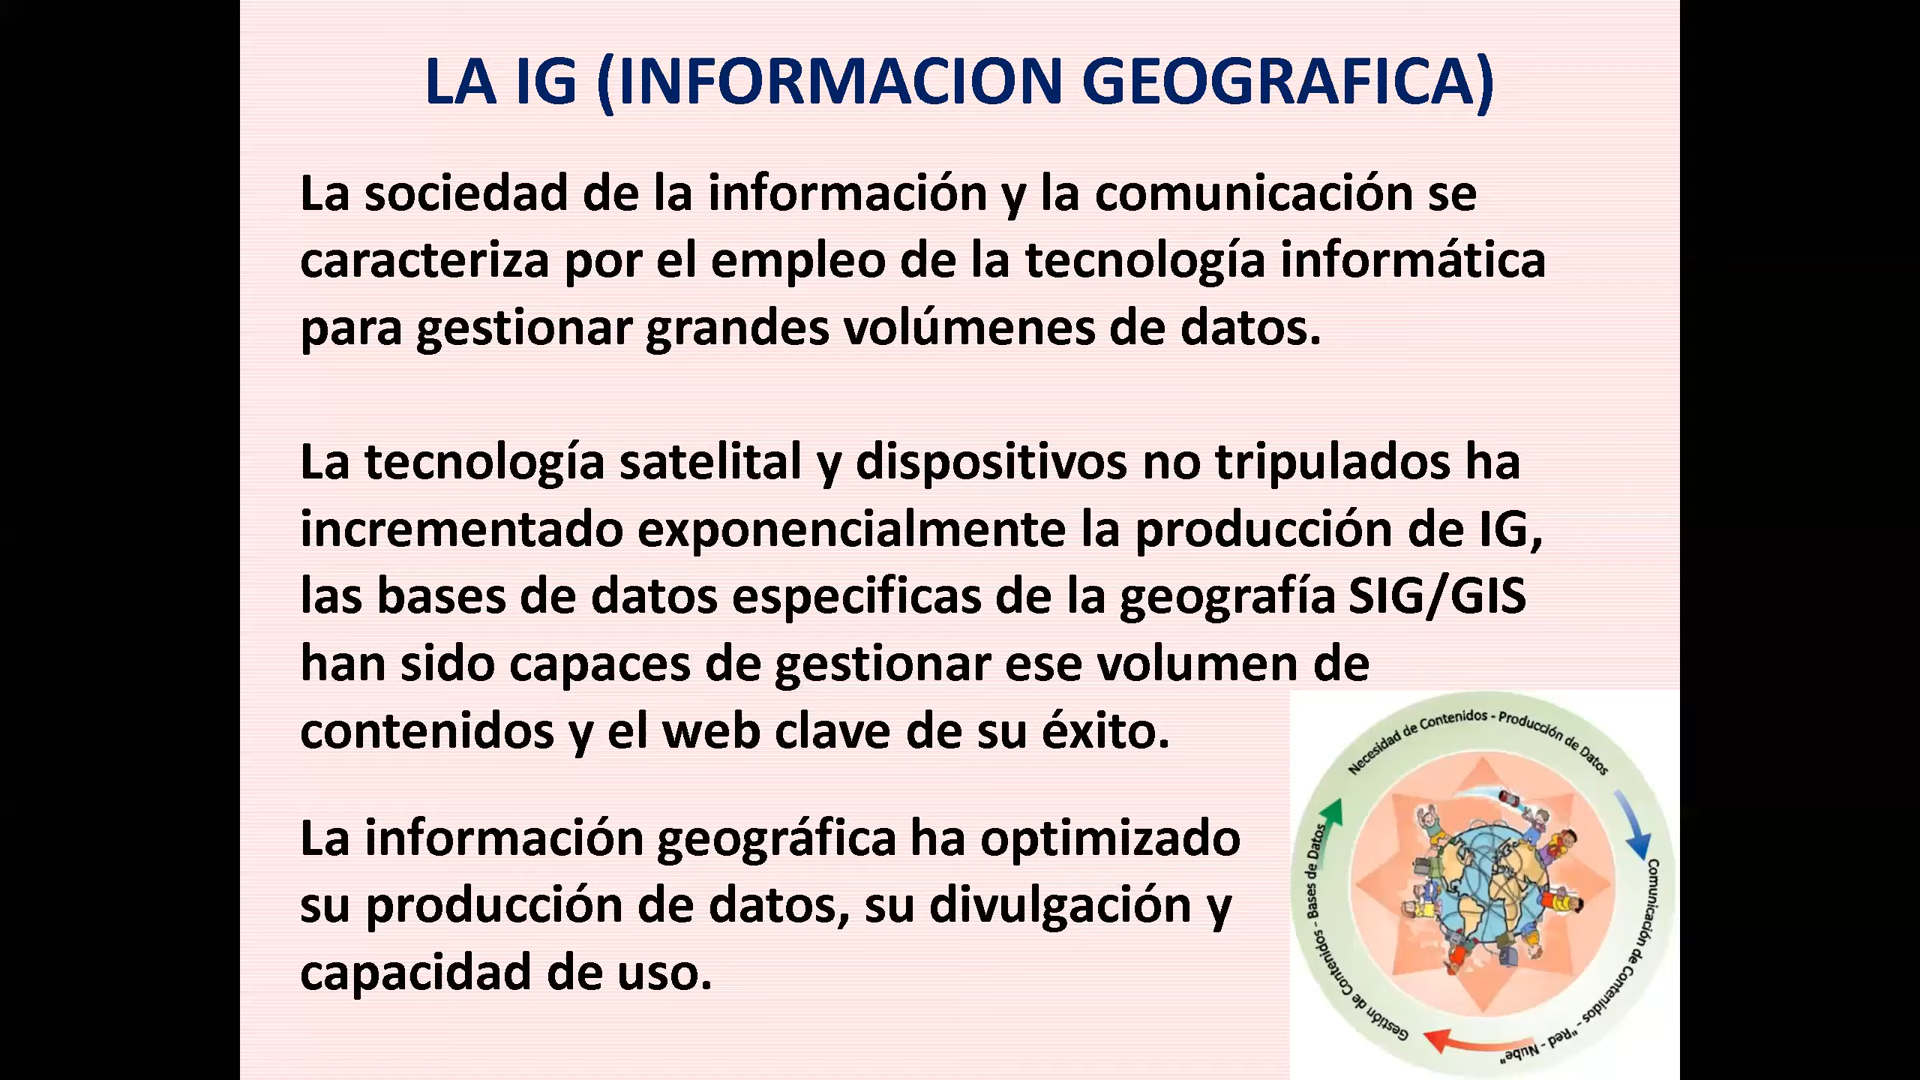 LA IG (INFORMACION GEOGRAFICA)
La sociedad de la información y la comunicación se
caracteriza por el empleo de la tecnología informática
para gestionar grandes volúmenes de datos.
La tecnología satelital y dispositivos no tripulados ha
incrementado exponencialmente la producción de IG,
las bases de datos especificas de la geografía SIG/GIS
han sido capaces de gestionar ese volumen de
contenidos y el web clave de su éxito.
La información geográfica ha optimizado
su producción de datos, su divulgación y
capacidad de uso.
Necesidad de Contenidos - Producción de Datos
Comunicación de Contenidos - "Red - Nube"
Gestión de Contenidos - Bases de Datos